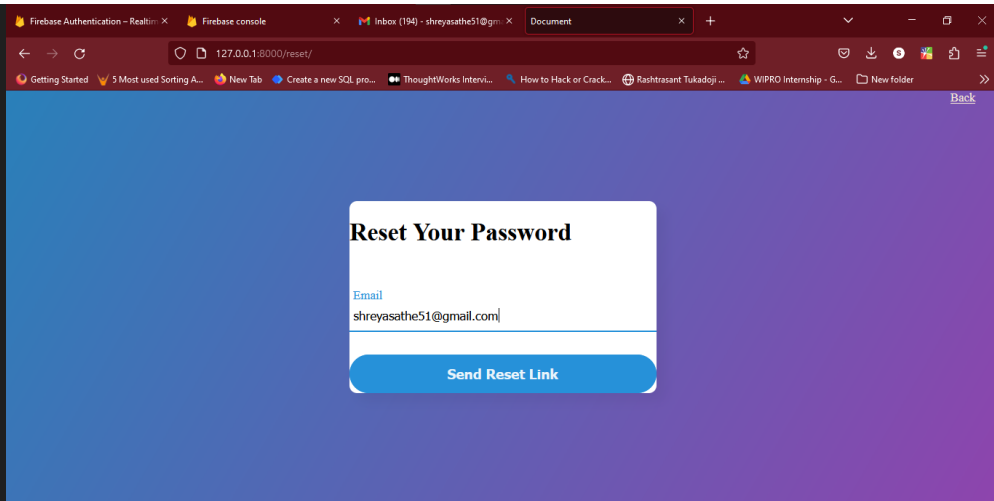 Firebase Authentication – Realtim
Firebase console
Inbox (194) - shreyasathe51@gm
Document
127.0.0.1:8000/reset/
Getting Started
5 Most used Sorting A...
New Tab
Create a new SQL pro...
ThoughtWorks Intervi...
How to Hack or Crack...
Rashtrasant Tukadoji ...
WIPRO Internship - G...
New folder
Back
Reset Your Password
Email
shreyasathe51@gmail.com
Send Reset Link